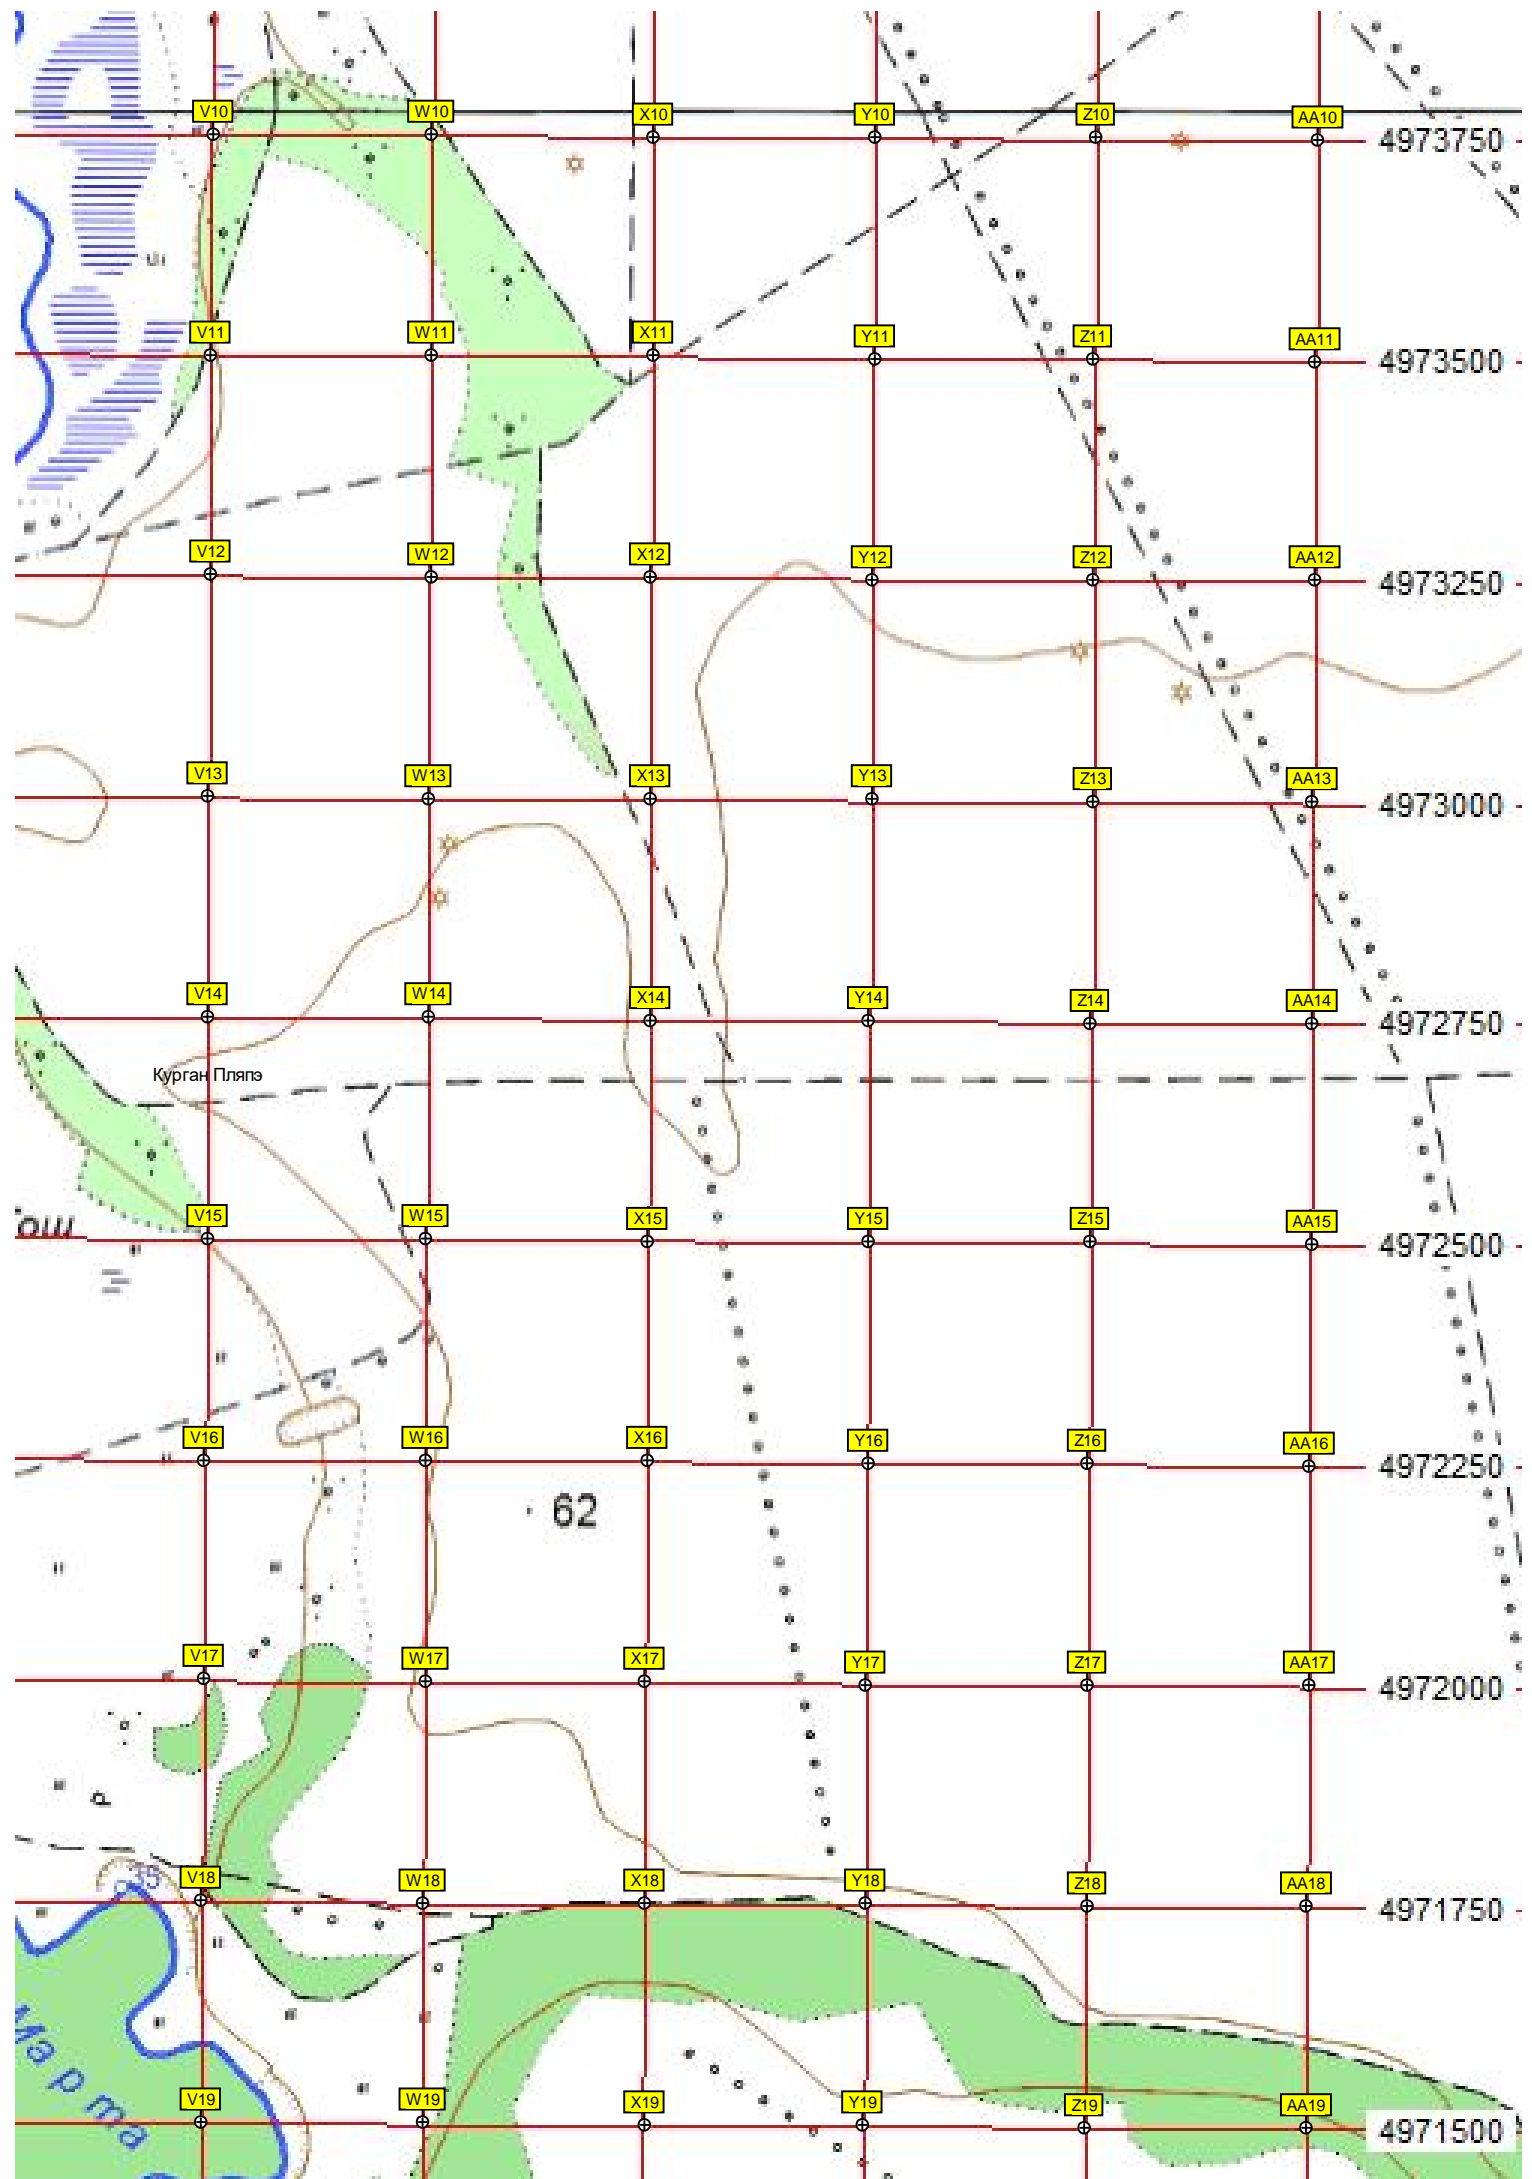 V10 W10 X10 Y10 Z10 AA10 4973750
V11 W11 X11 Y11 Z11 AA11 4973500
V12 W12 X12 Y12 Z12 AA12 4973250
V13 W13 X13 Y13 Z13 AA13 4973000
V14 W14 X14 Y14 Z14 AA14 4972750
Курган Пляпэ
V15 W15 X15 Y15 Z15 AA15 4972500
V16 W16 X16 Y16 Z16 AA16 4972250
62
V17 W17 X17 Y17 Z17 AA17 4972000
р
35
V18 W18 X18 Y18 Z18 AA18 4971750
Марта
V19 W19 X19 Y19 Z19 AA19 4971500